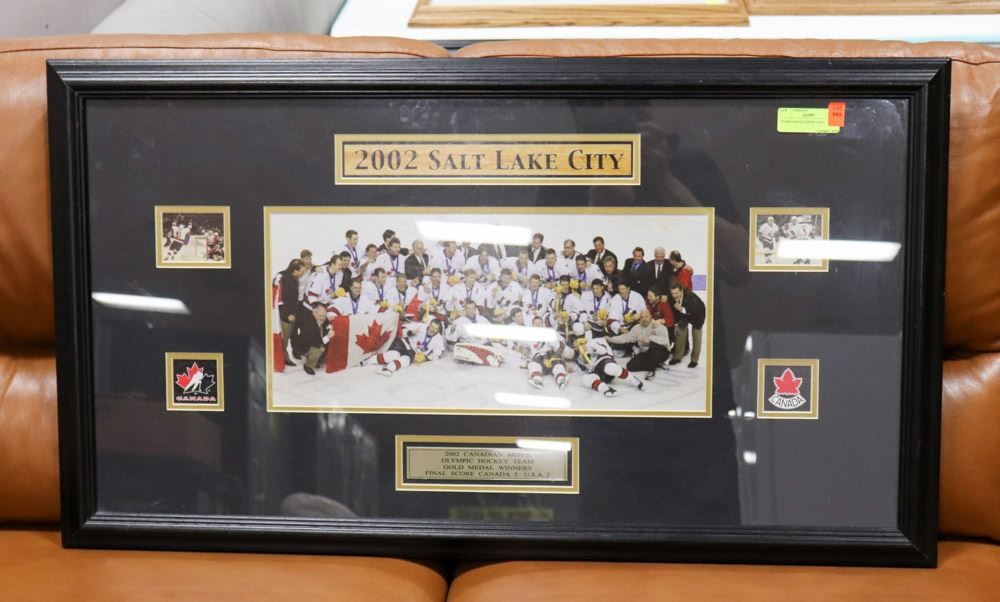 2002 SALT LAKE CITY
LOT
CANADA
CANADA
2002 CANADIAN MEN'S
OLYMPIC HOCKEY TEAM
GOLD MEDAL WINNERS
FINAL SCORE CANADA 5 U.S.A. 2